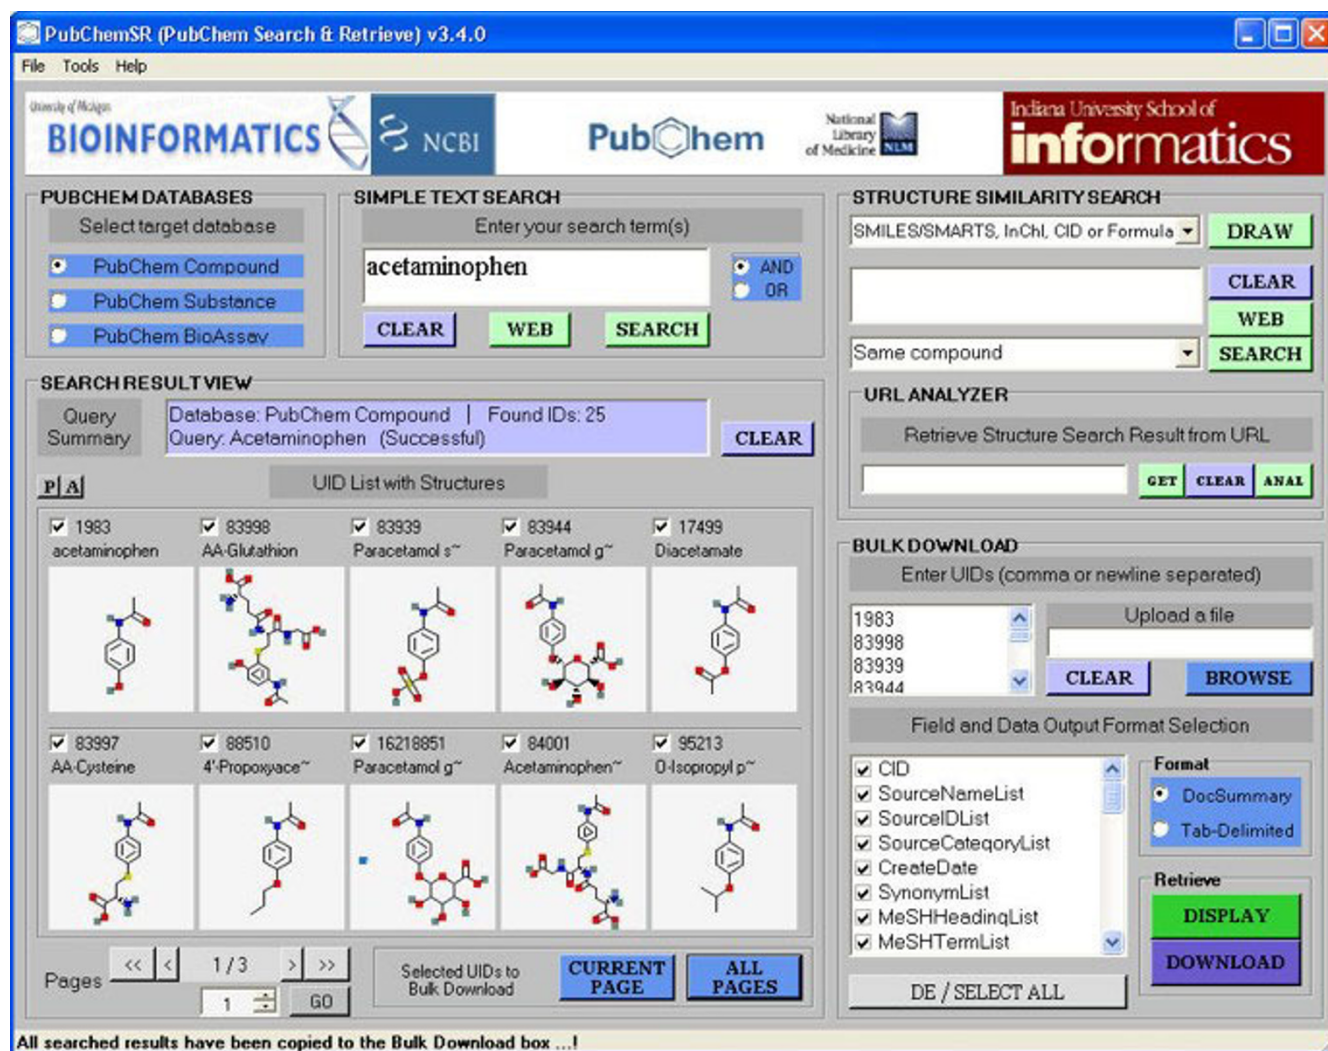 PubChemSR (PubChem Search & Retrieve) v3.4.0
File Tools Help
University of Michigan
BIOINFORMATICS
NCBI
PubChem
National
Library
of Medicine NLM
Indiana University School of
informatics
PUBCHEM DATABASES
Select target database
PubChem Compound
PubChem Substance
PubChem BioAssay
SIMPLE TEXT SEARCH
Enter your search term(s)
acetaminophen
AND
OR
CLEAR WEB SEARCH
STRUCTURE SIMILARITY SEARCH
SMILES/SMARTS, InChI, CID or Formula DRAW
CLEAR
WEB
Same compound SEARCH
URL ANALYZER
Retrieve Structure Search Result from URL
GET CLEAR ANAL
SEARCH RESULT VIEW
Query
Summary
Database: PubChem Compound | Found IDs: 25
Query: Acetaminophen (Successful)
CLEAR
P A
UID List with Structures
1983 83998 83939 83944 17499
acetaminophen AA-Glutathion Paracetamol s~ Paracetamol g~ Diacetamate
83997 88510 16218851 84001 95213
AA-Cysteine 4'-Propoxyace~ Paracetamol g~ Acetaminophen~ O-Isopropyl p~
Pages << < 1 / 3 > >>
1 GO
Selected UIDs to
Bulk Download
CURRENT
PAGE
ALL
PAGES
BULK DOWNLOAD
Enter UIDs (comma or newline separated)
1983
83998
83939
83944
Upload a file
CLEAR BROWSE
Field and Data Output Format Selection
CID
SourceNameList
SourceIDList
SourceCategoryList
CreateDate
SynonymList
MeSHHeadingList
MeSHTermList
DE / SELECT ALL
Format
DocSummary
Tab-Delimited
Retrieve
DISPLAY
DOWNLOAD
All searched results have been copied to the Bulk Download box ...!